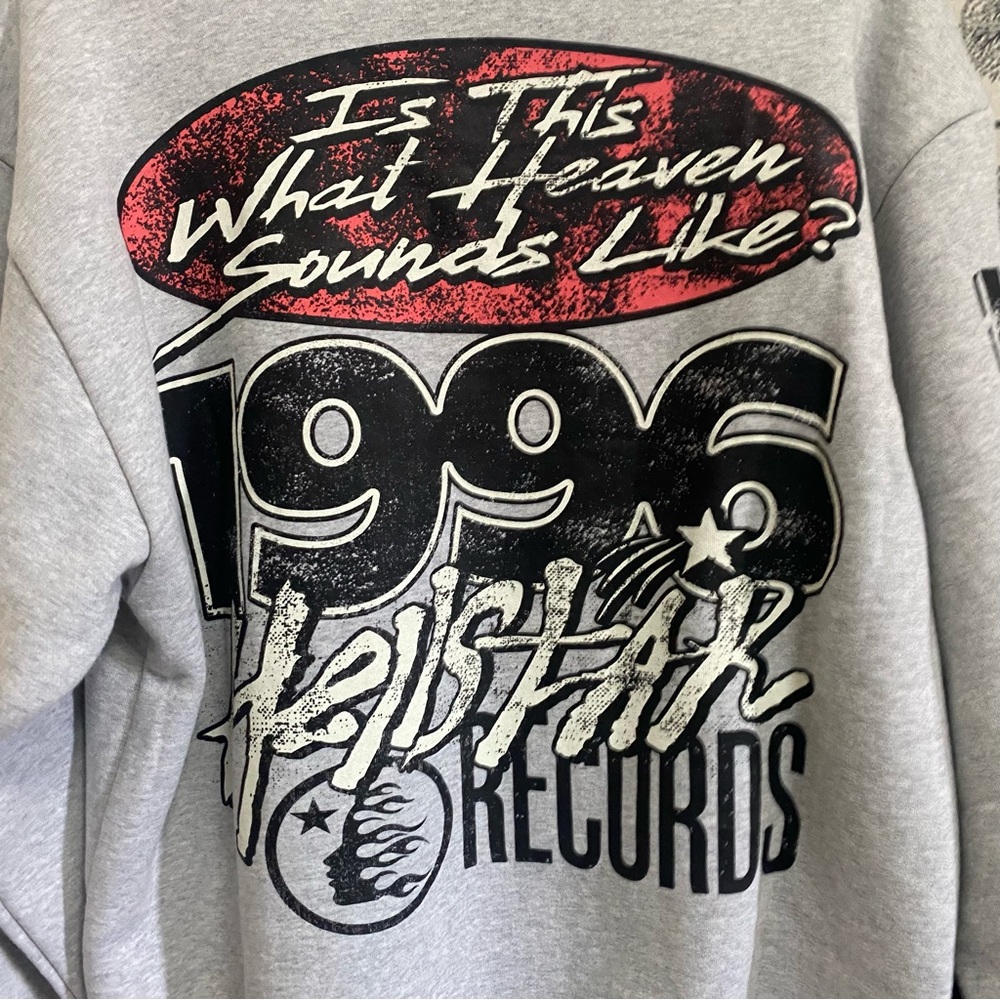 Is This
What Heaven
Sounds Like?
1996
Hellstar
RECORDS